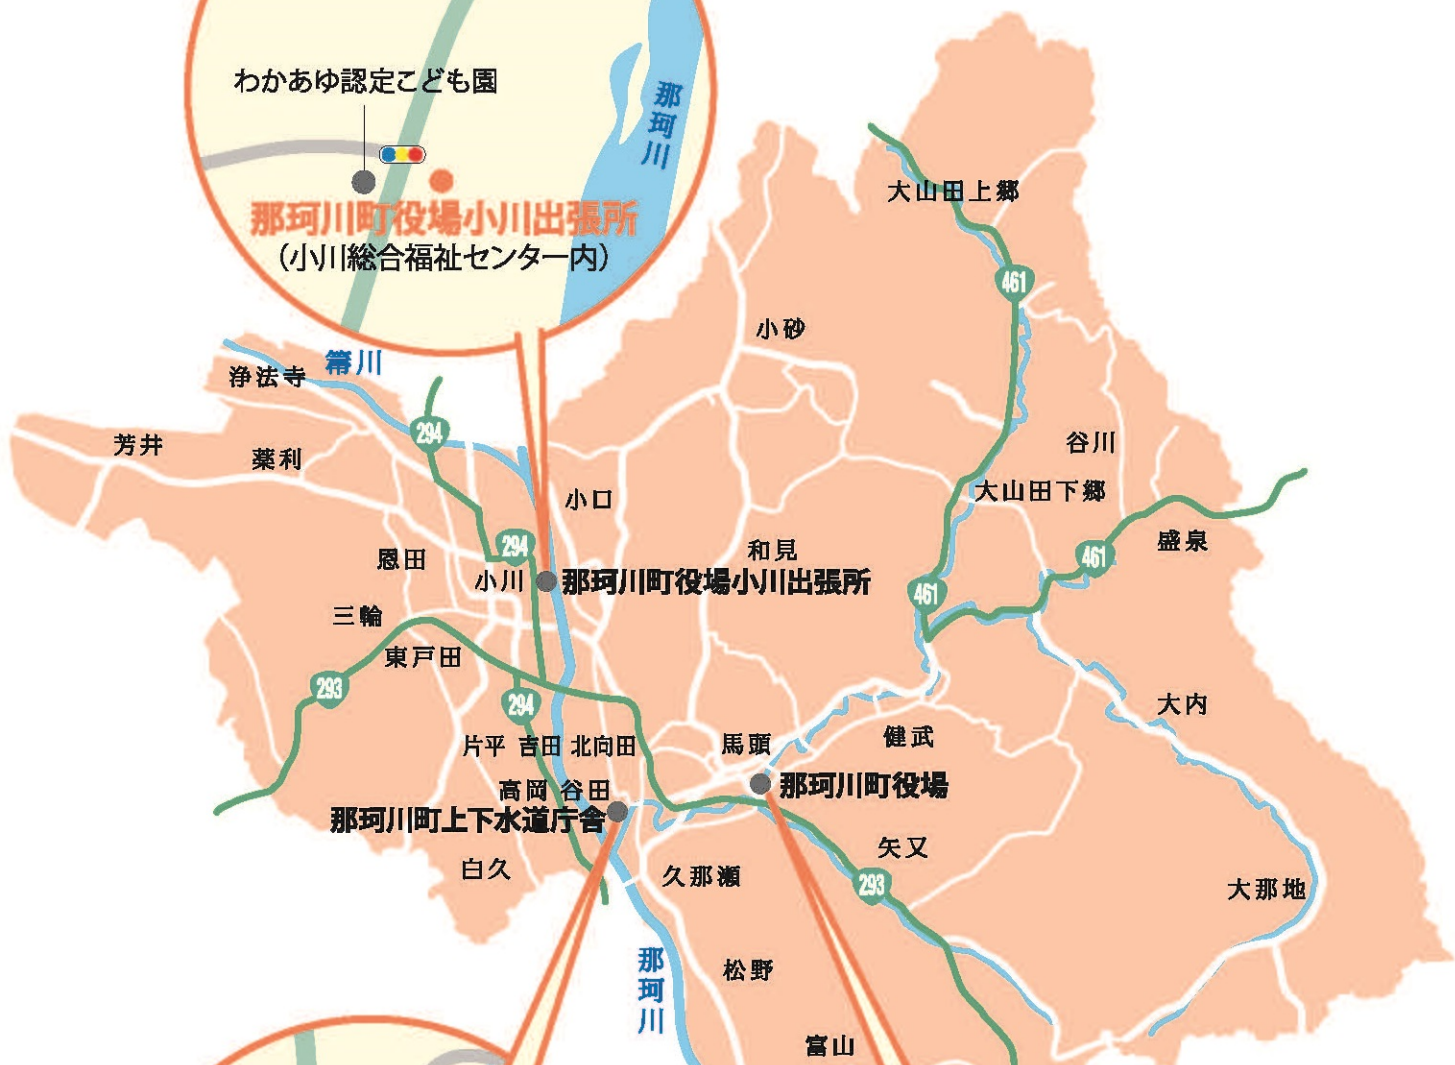 わかあゆ認定こども園
那珂川
那珂川町役場小川出張所
（小川総合福祉センター内）
大山田上郷
461
小砂
箒川
浄法寺
294
芳井
薬利
谷川
大山田下郷
小口
盛泉
和見
461
294
恩田
小川
那珂川町役場小川出張所
461
三輪
東戸田
293
294
大内
片平
吉田
北向田
馬頭
健武
高岡
谷田
那珂川町役場
那珂川町上下水道庁舎
矢又
白久
久那瀬
293
大那地
那珂川
松野
富山